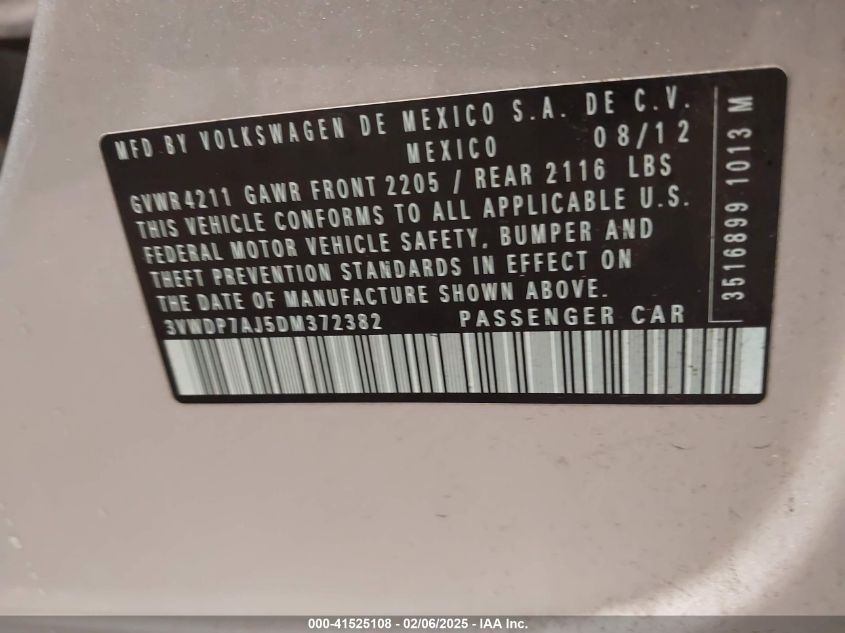 MFD BY VOLKSWAGEN DE MEXICO S.A. DE C.V.
MEXICO 08/12
GVWR 4211 GAWR FRONT 2205 / REAR 2116 LBS
THIS VEHICLE CONFORMS TO ALL APPLICABLE U.S.
FEDERAL MOTOR VEHICLE SAFETY, BUMPER AND
THEFT PREVENTION STANDARDS IN EFFECT ON
THE DATE OF MANUFACTURE SHOWN ABOVE.
3VWDP7AJ5DM372382 PASSENGER CAR
3516899 1013 M
000-41525108 - 02/06/2025 - IAA Inc.